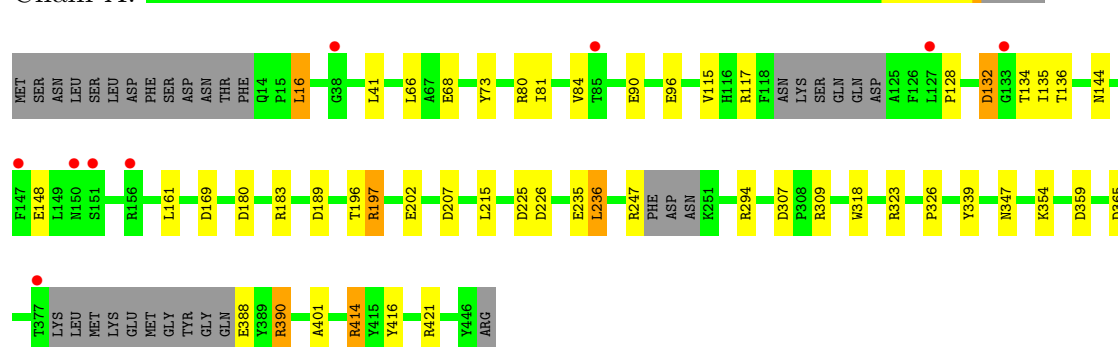 Chain A:
MET SER ASN LEU SER LEU ASP PHE SER ASP ASN THR PHE Q14 P15 L16 G38 L41 L66 A67 E68 Y73 R80 I81 V84 T85 E90 E96 V115 H116 R117 F118 ASN LYS SER GLN GLN ASP A125 F126 L127 P128 D132 G133 T134 I135 T136 N144
F147 E148 L149 N150 S151 R156 L161 D169 D180 R183 D189 T196 R197 E202 D207 L215 D225 D226 E235 L236 R247 PHE ASP ASN K251 R294 D307 P308 R309 W318 R323 P326 Y339 N347 K354 D359
T377 LYS LEU MET LYS GLU MET GLY TYR GLY GLN E388 Y389 R390 A401 R414 Y415 Y416 R421 Y446 ARG